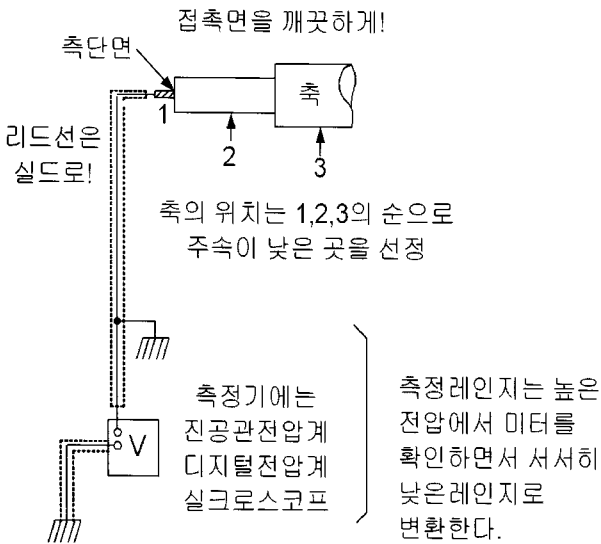 접촉면을 깨끗하게!
축단면
축
1
2
3
리드선은
실드로!
축의 위치는 1,2,3의 순으로
주속이 낮은 곳을 선정
측정기에는
진공관전압계
디지털전압계
실크로스코프
V
측정레인지는 높은
전압에서 미터를
확인하면서 서서히
낮은레인지로
변환한다.